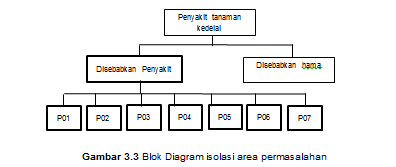 Penyakit tanaman
kedelai
Disebabkan Penyakit
Disebabkan hama
P01 P02 P03 P04 P05 P06 P07
Gambar 3.3 Blok Diagram isolasi area permasalahan